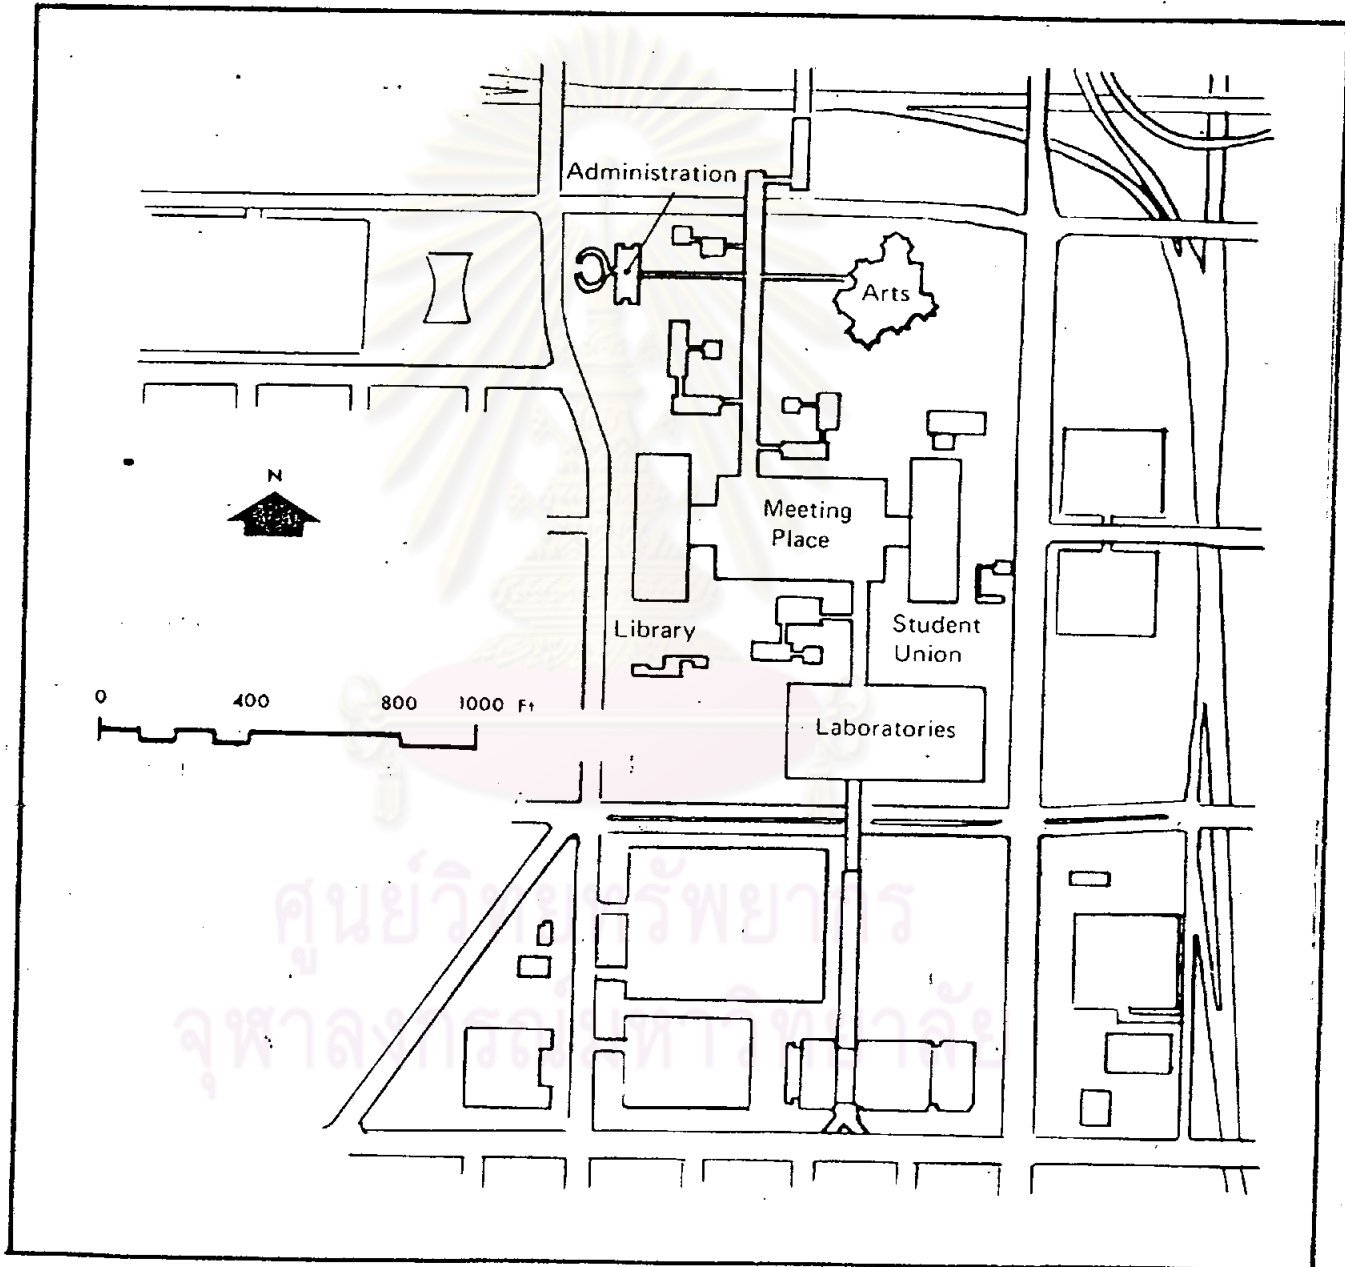 Administration
Arts
N
Meeting
Place
Library
Student
Union
0 400 800 1000 Ft
Laboratories
ศูนย์วิทยทรัพยากร
จุฬาลงกรณ์มหาวิทยาลัย